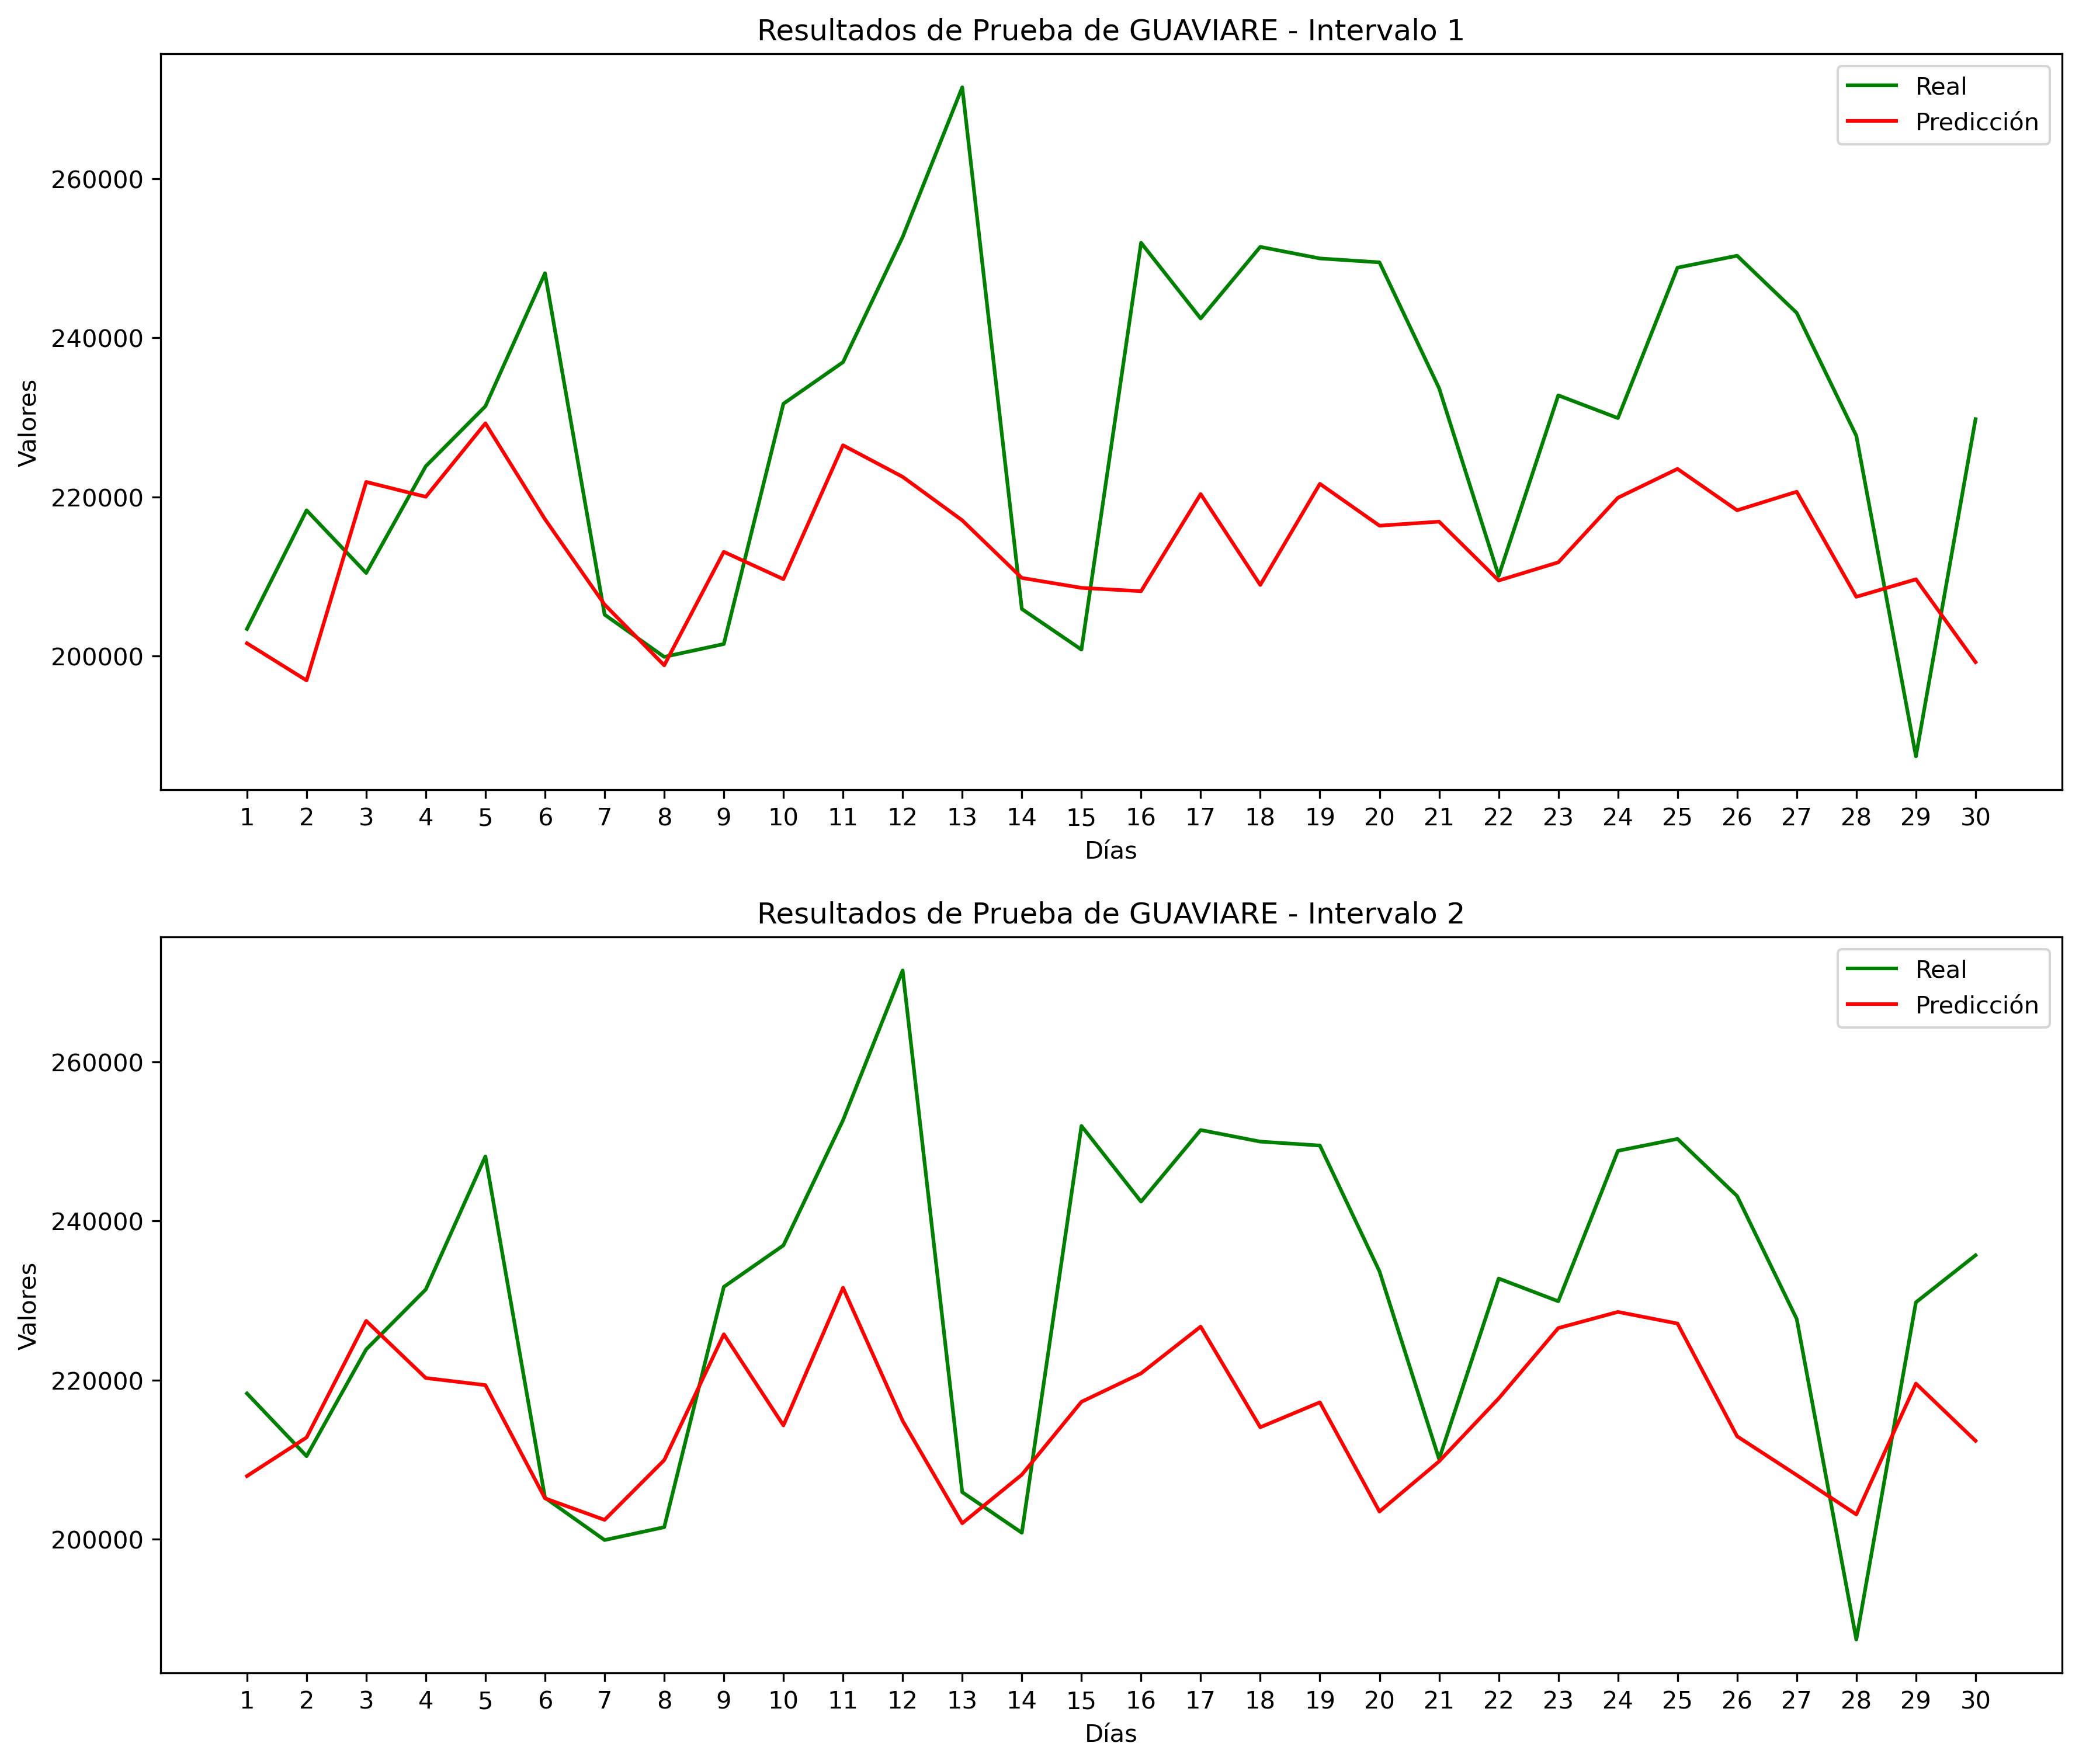 Resultados de Prueba de GUAVIARE - Intervalo 1
Real
Predicción
260000
240000
220000
200000
Valores
1 2 3 4 5 6 7 8 9 10 11 12 13 14 15 16 17 18 19 20 21 22 23 24 25 26 27 28 29 30
Días
Resultados de Prueba de GUAVIARE - Intervalo 2
Real
Predicción
260000
240000
220000
200000
Valores
1 2 3 4 5 6 7 8 9 10 11 12 13 14 15 16 17 18 19 20 21 22 23 24 25 26 27 28 29 30
Días